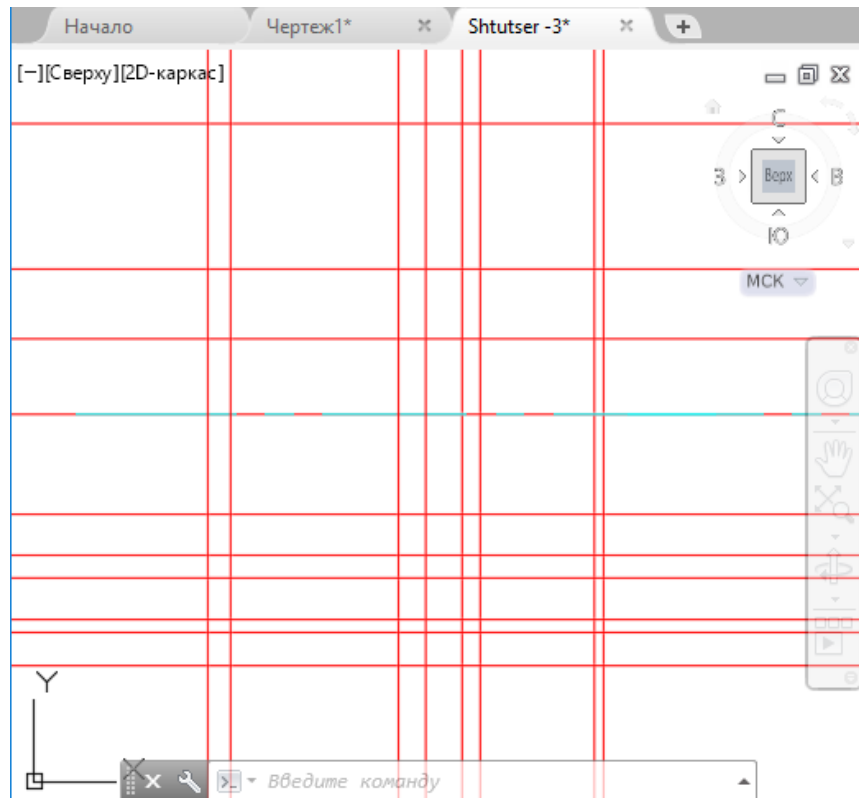 Начало Чертеж1* Shtutser -3*
[−][Сверху][2D-каркас]
С
З Верх В
Ю
МСК
Y
X
Введите команду